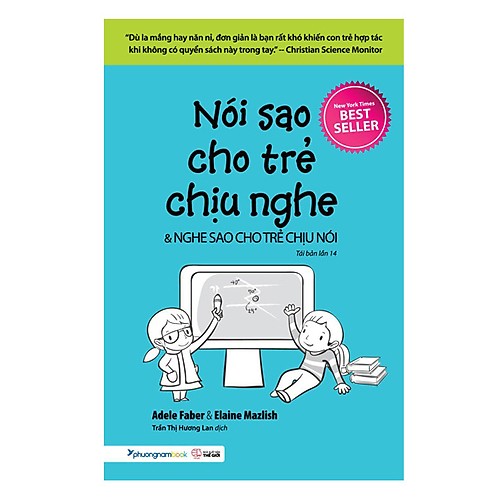 “Dù la mắng hay năn nỉ, đơn giản là bạn rất khó khiến con trẻ hợp tác
khi không có quyển sách này trong tay.” -- Christian Science Monitor
New York Times
BEST
SELLER
Nói sao
cho trẻ
chịu nghe
& NGHE SAO CHO TRẺ CHỊU NÓI
Tái bản lần 14
Adele Faber & Elaine Mazlish
Trần Thị Hương Lan dịch
phuongnambook
THẾ GIỚI